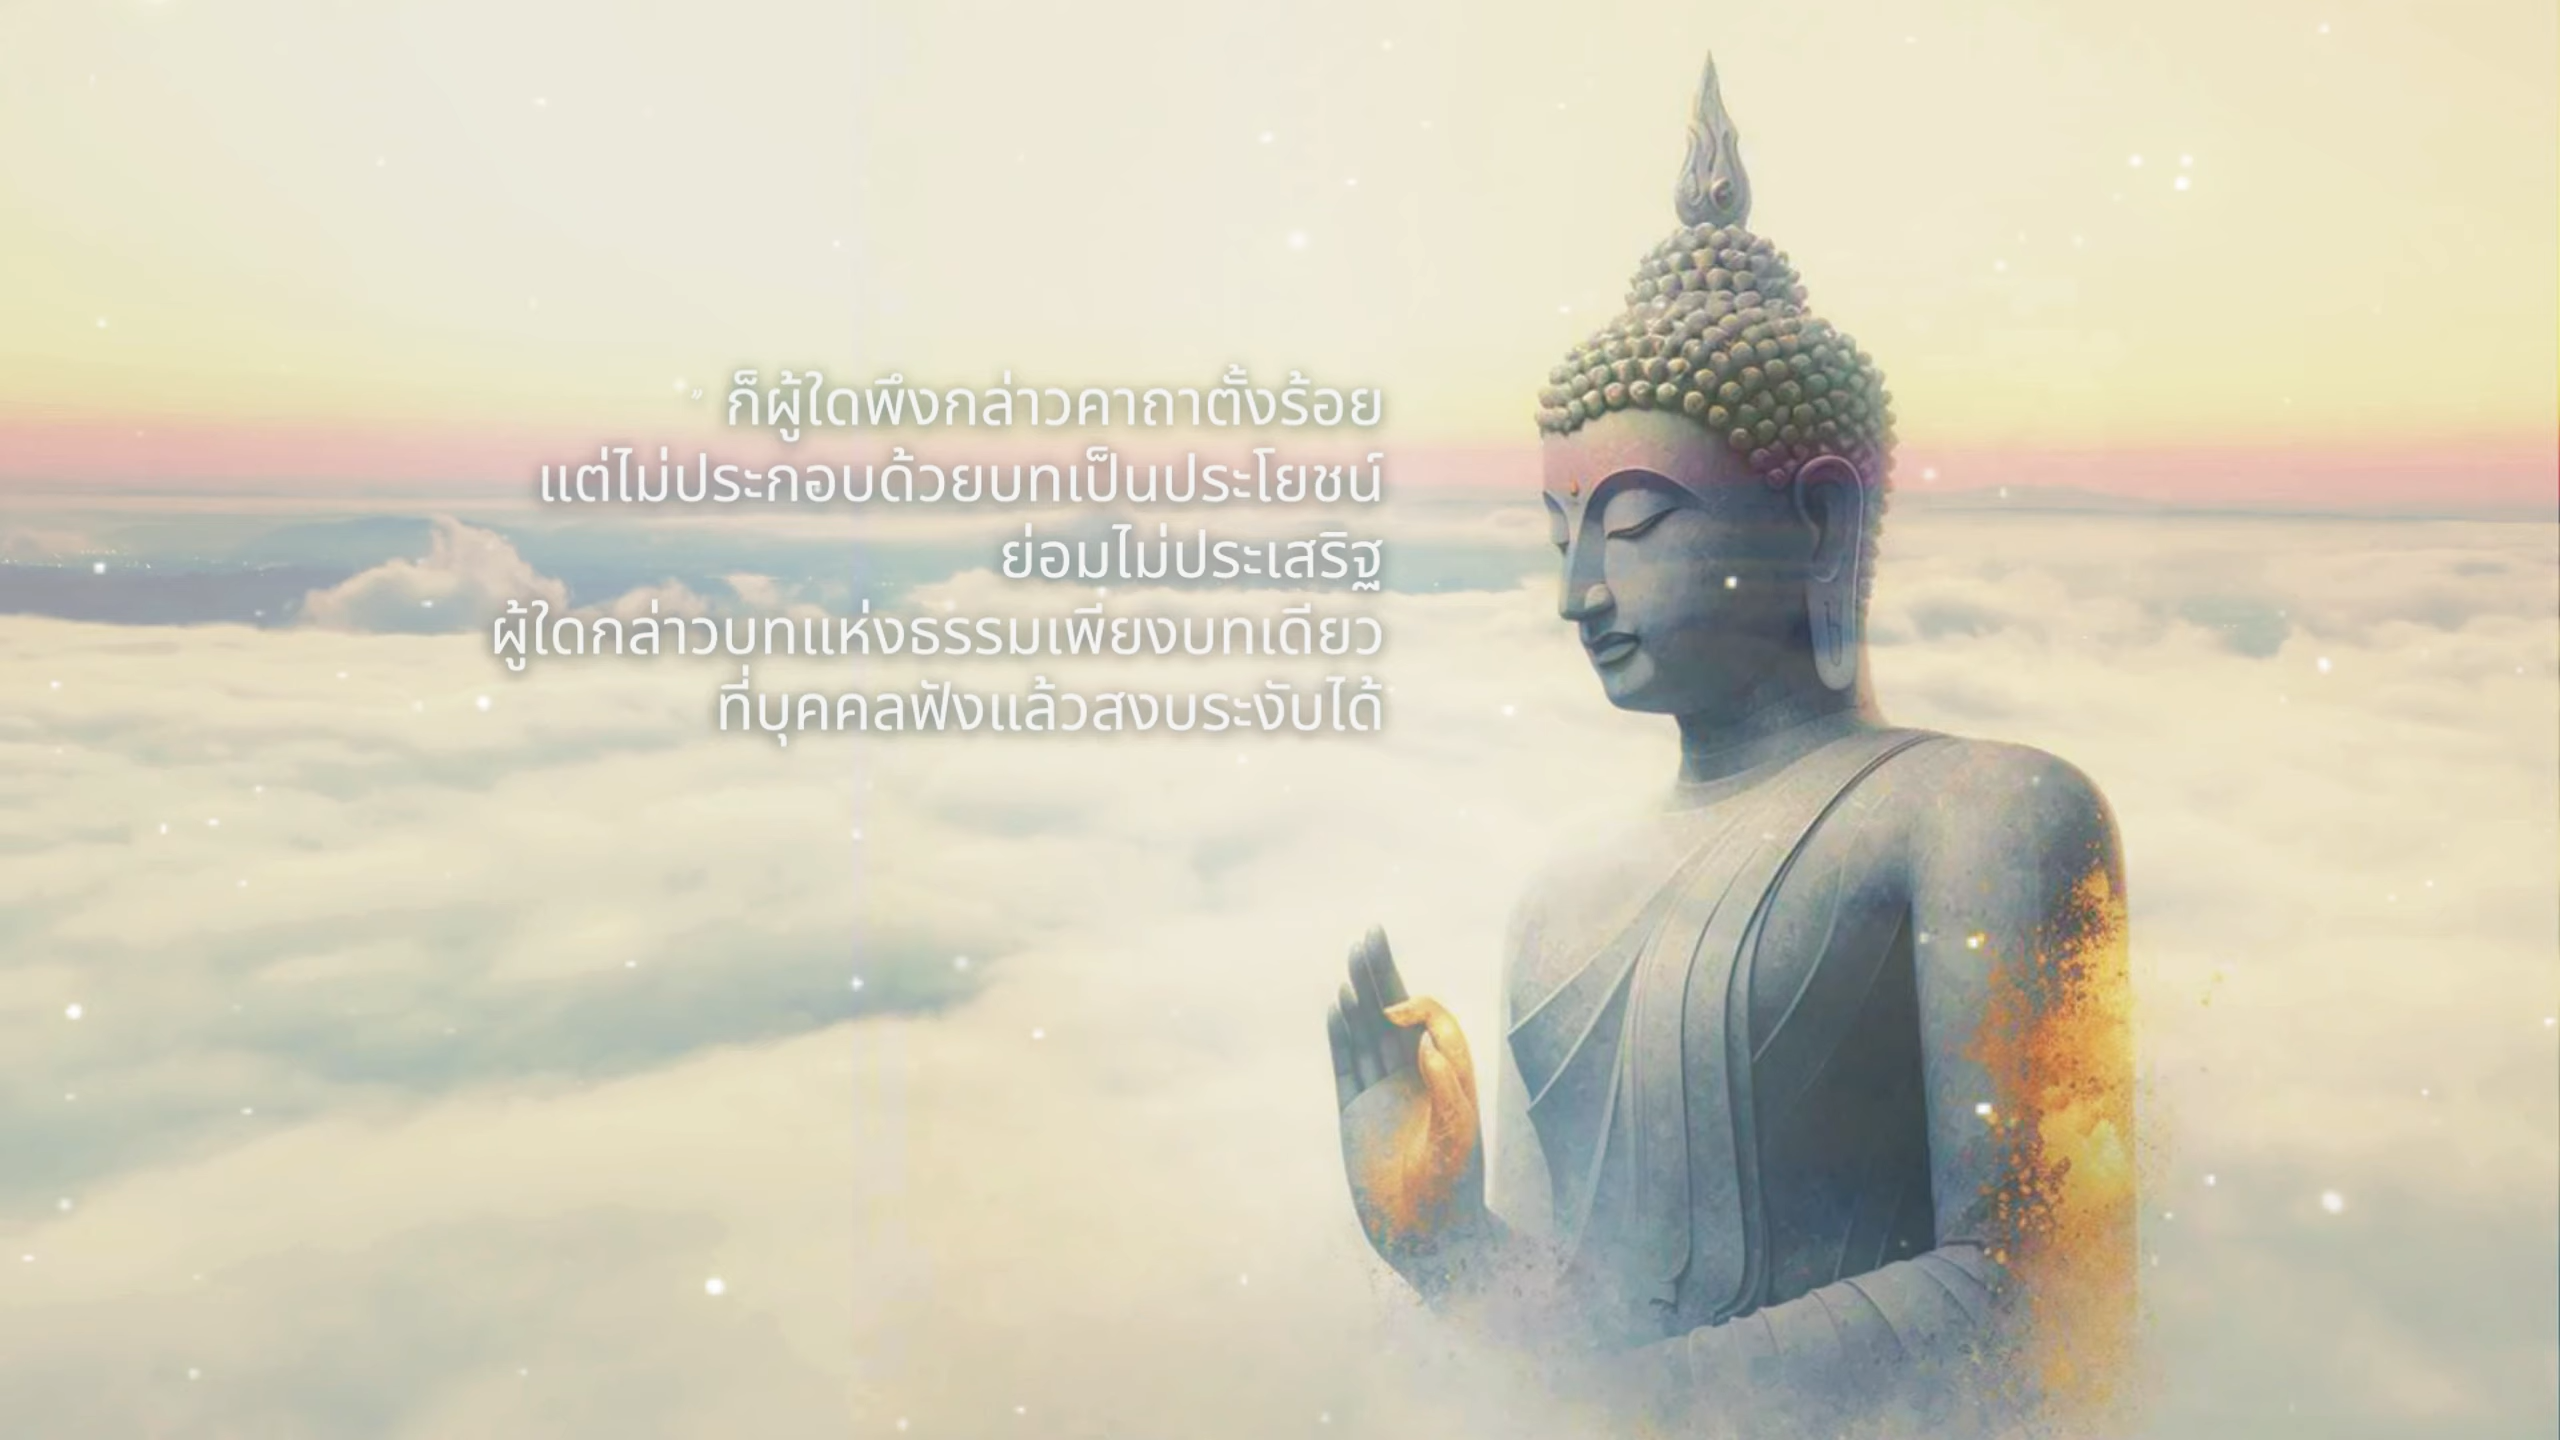 " ก็ผู้ใดพึงกล่าวคาถาตั้งร้อย
แต่ไม่ประกอบด้วยบทเป็นประโยชน์
ย่อมไม่ประเสริฐ
ผู้ใดกล่าวบทแห่งธรรมเพียงบทเดียว
ที่บุคคลฟังแล้วสงบระงับได้